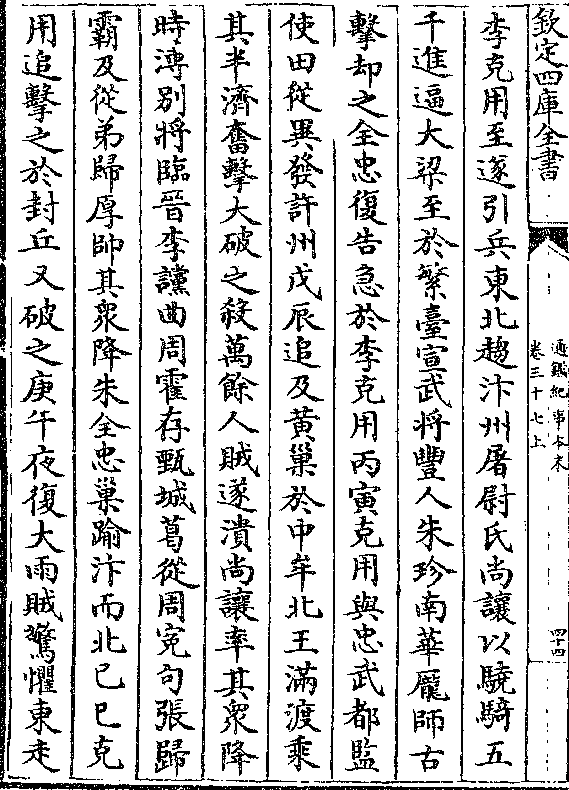 欽定四庫全書
通鑑紀事本末
卷三十七上
四十四
李克用至遂引兵東北趨汴州屠尉氏尚讓以驍騎五
千進逼大梁至於繁臺宣武将豐人朱珍南華龎師古
擊却之全忠復告急於李克用丙寅克用與忠武都監
使田從異發許州戊辰追及黄巢於中牟北王滿渡乘
其半濟奮擊大破之殺萬餘人賊遂潰尚讓率其衆降
時溥别將臨晉李讜曲周霍存甄城葛從周寃句張歸
霸及從弟歸厚帥其衆降朱全忠巢踰汴而北己巳克
用追擊之於封丘又破之庚午夜復大雨賊驚懼東走